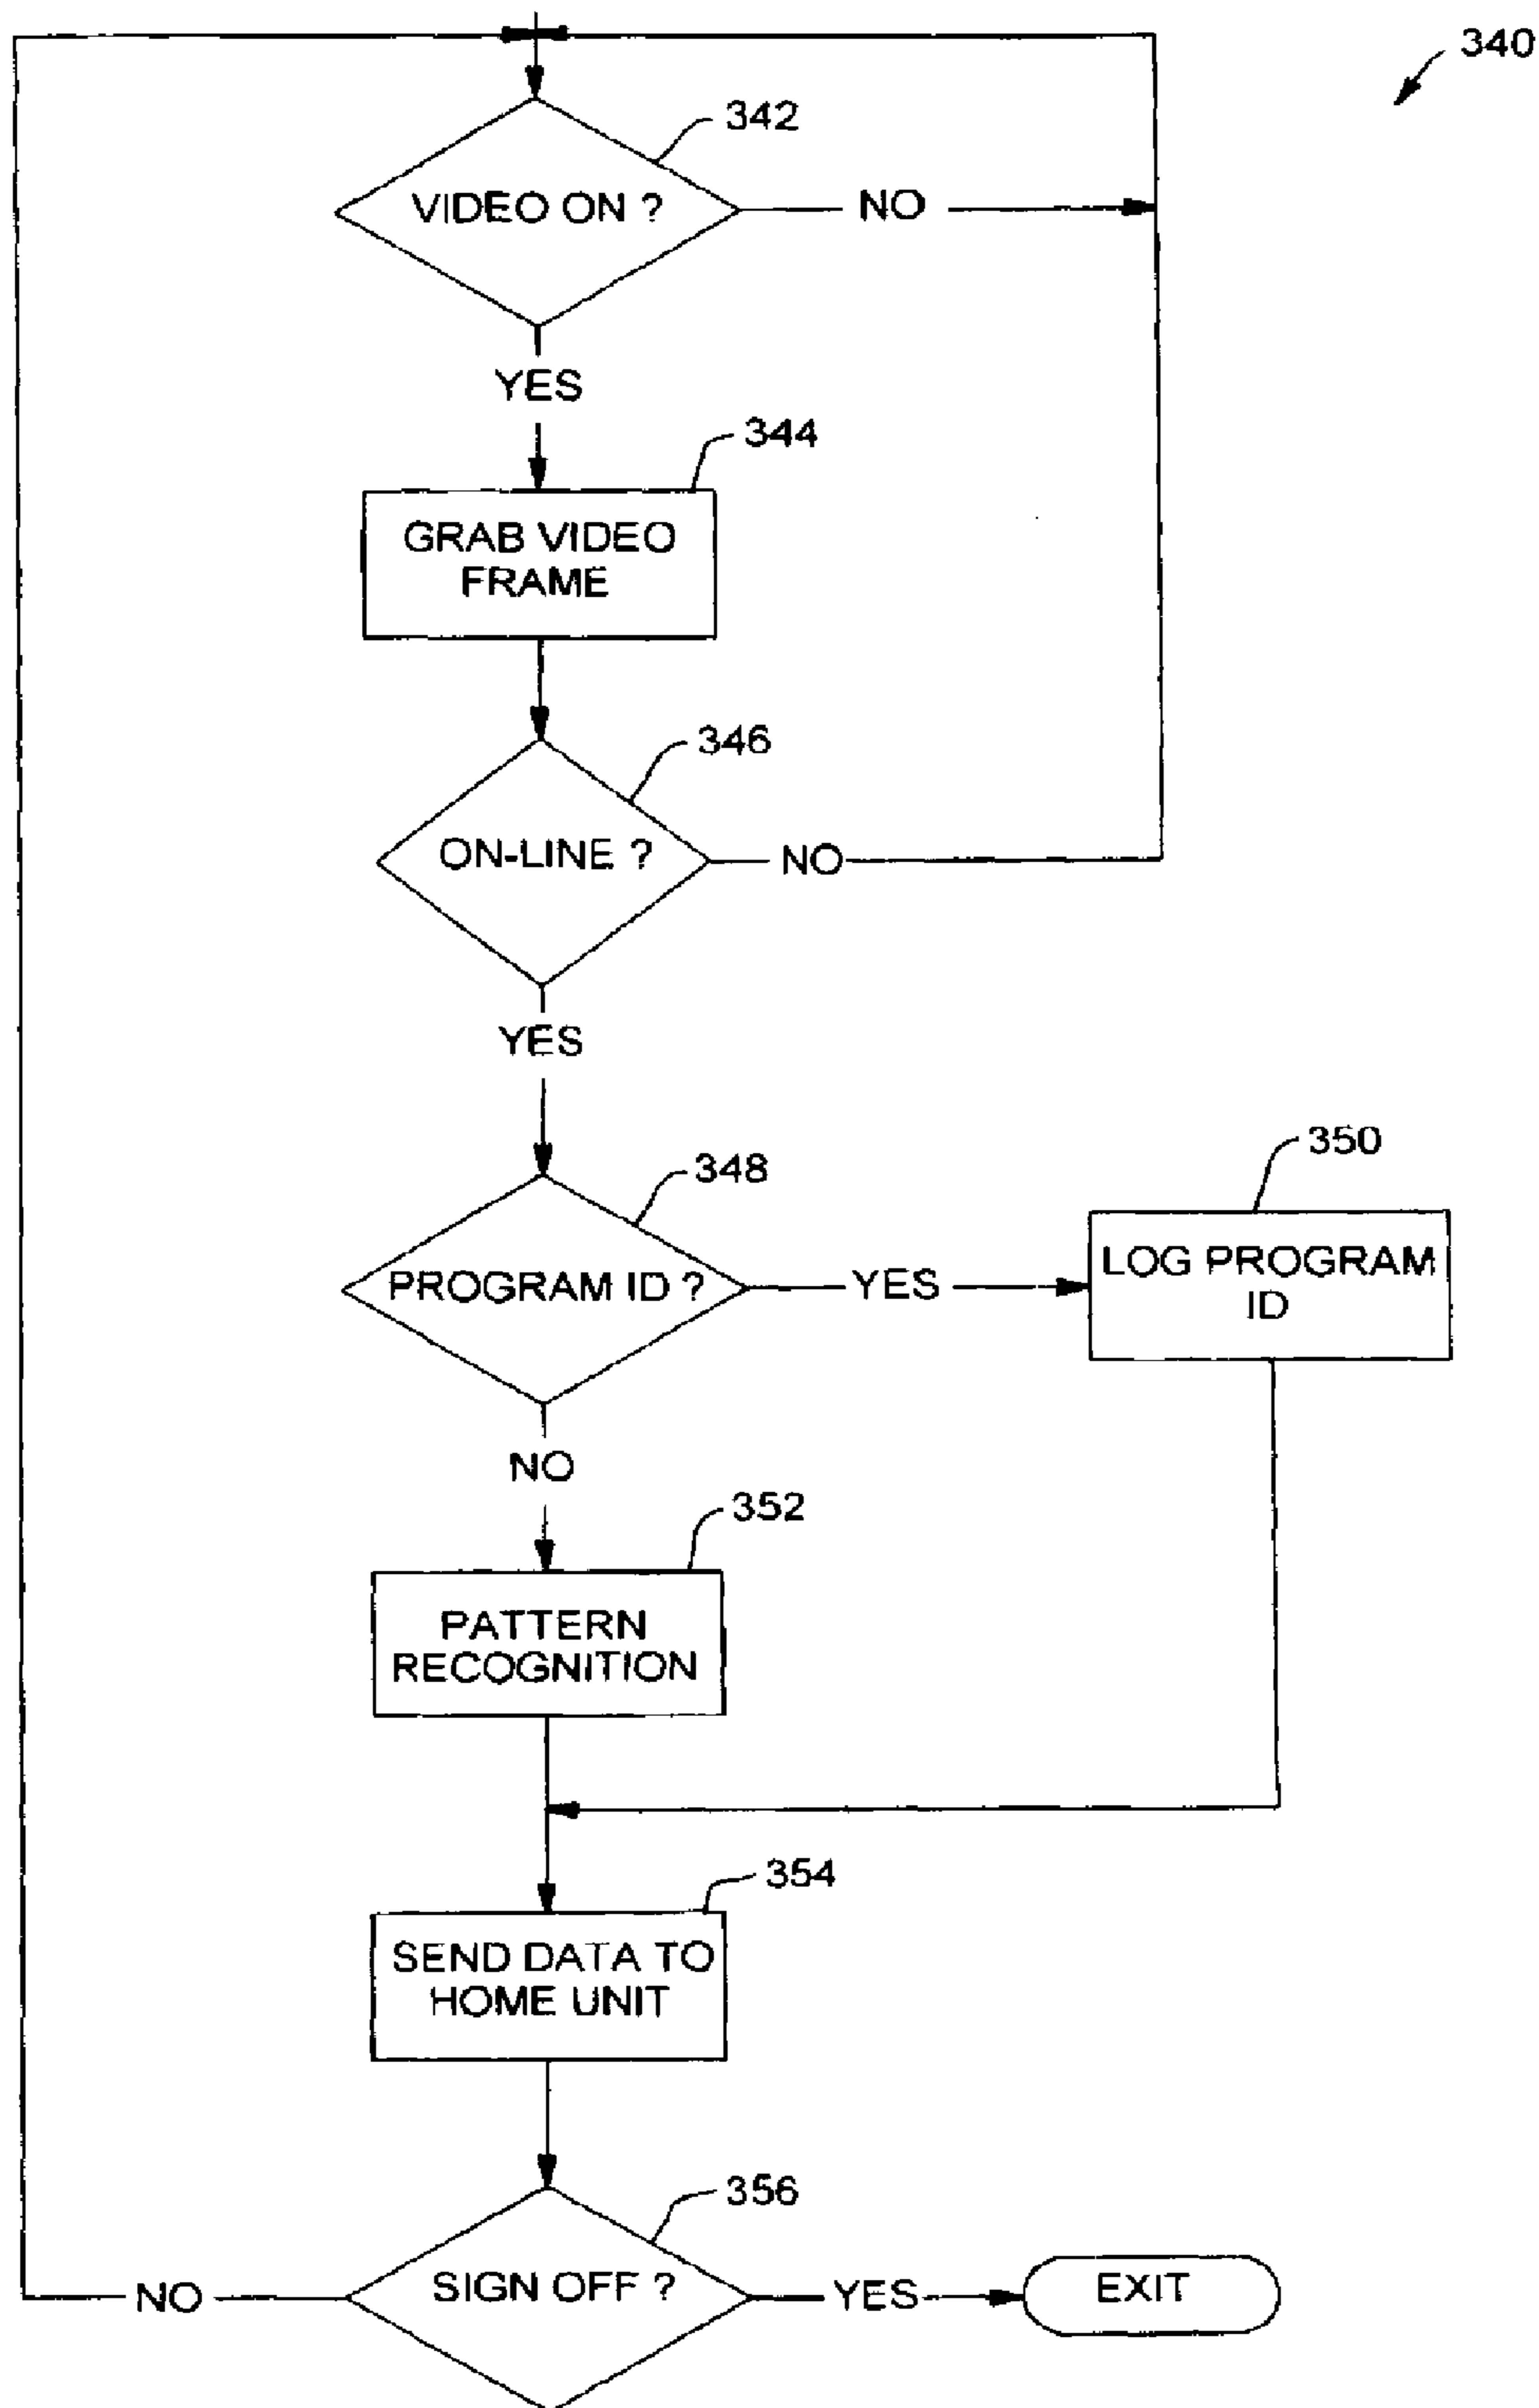 340
342
VIDEO ON ?
NO
YES
344
GRAB VIDEO
FRAME
346
ON-LINE ?
NO
YES
348
PROGRAM ID ?
YES
350
LOG PROGRAM
ID
NO
352
PATTERN
RECOGNITION
354
SEND DATA TO
HOME UNIT
356
NO
SIGN OFF ?
YES
EXIT